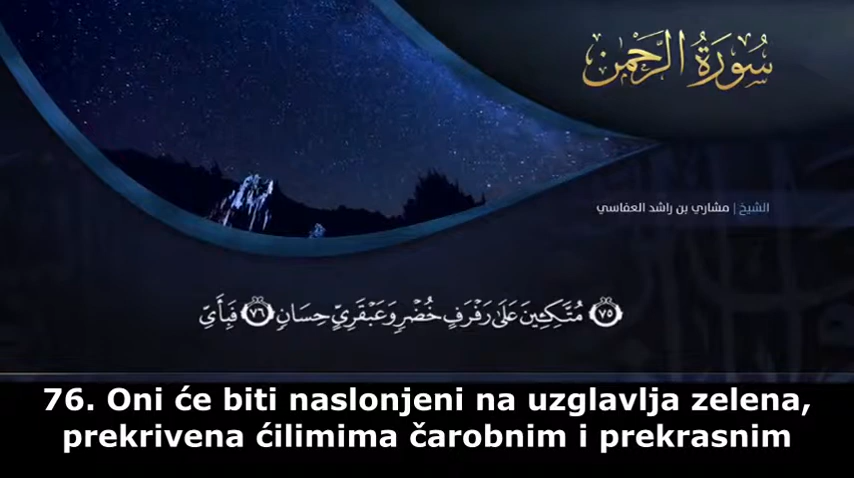 سُورَةُ الرَّحْمٰن
الشيخ | مشاري بن راشد العفاسي
٧٥ مُتَّكِـِٔينَ عَلَىٰ رَفْرَفٍ خُضْرٍ وَعَبْقَرِيٍّ حِسَانٍ ٧٦ فَبِأَيِّ
76. Oni će biti naslonjeni na uzglavlja zelena,
prekrivena ćilimima čarobnim i prekrasnim